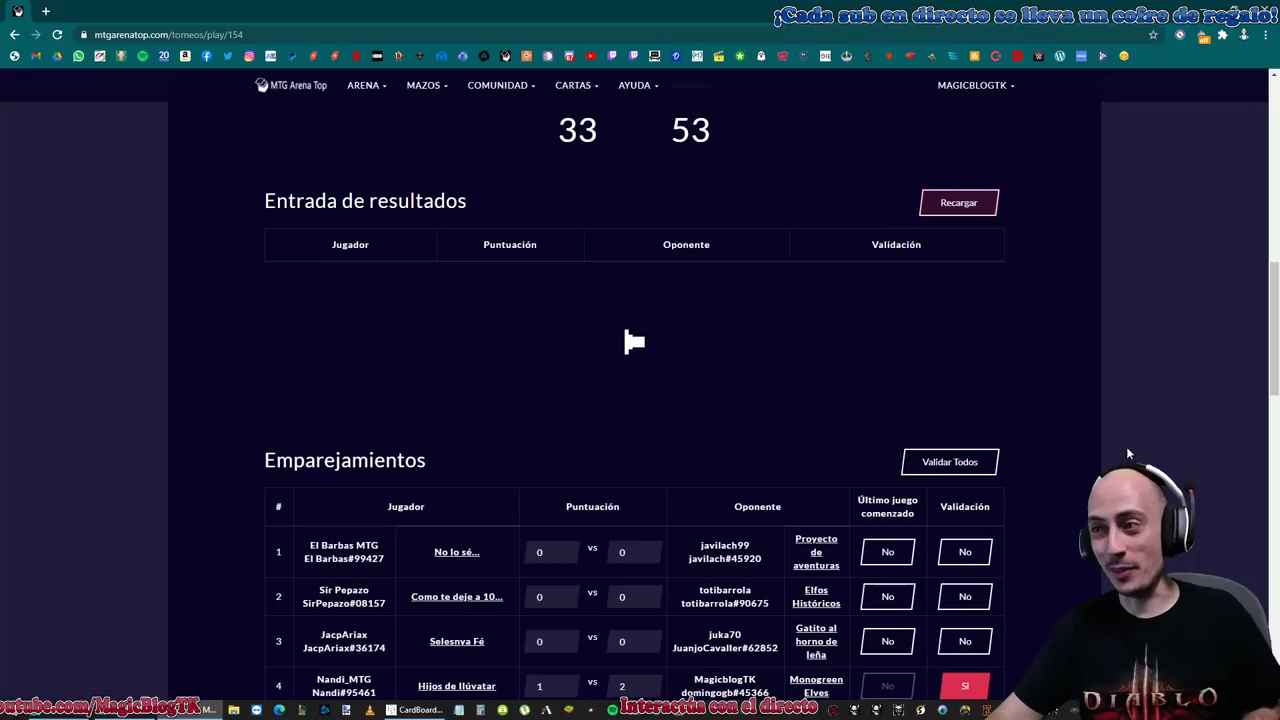 ¡Cada sub en directo se lleva un cofre de regalo!
mtgarenatop.com/torneos/play/154
MTG Arena Top ARENA MAZOS COMUNIDAD CARTAS AYUDA MAGICBLOGTK
33 53
Entrada de resultados Recargar
Jugador Puntuación Oponente Validación
Emparejamientos Validar Todos
# Jugador Puntuación Oponente Último juego comenzado Validación
1 El Barbas MTG No lo sé... 0 vs 0 javilach99 Proyecto de aventuras No No
El Barbas#99427 javilach#45920
2 Sir Pepazo Como te deje a 10... 0 vs 0 totibarrola Elfos Históricos No No
SirPepazo#08157 totibarrola#90675
3 JacpAriax Selesnya Fé 0 vs 0 juka70 Gatito al horno de leña No No
JacpAriax#36174 JuanjoCavaller#62852
4 Nandi_MTG Hijos de Ilúvatar 1 vs 2 MagicblogTK Monogreen Elves No Si
Nandi#95461 domingogb#45366
DIABLO
youtube.com/MagicBlogTK CardBoard... Interactúa con el directo